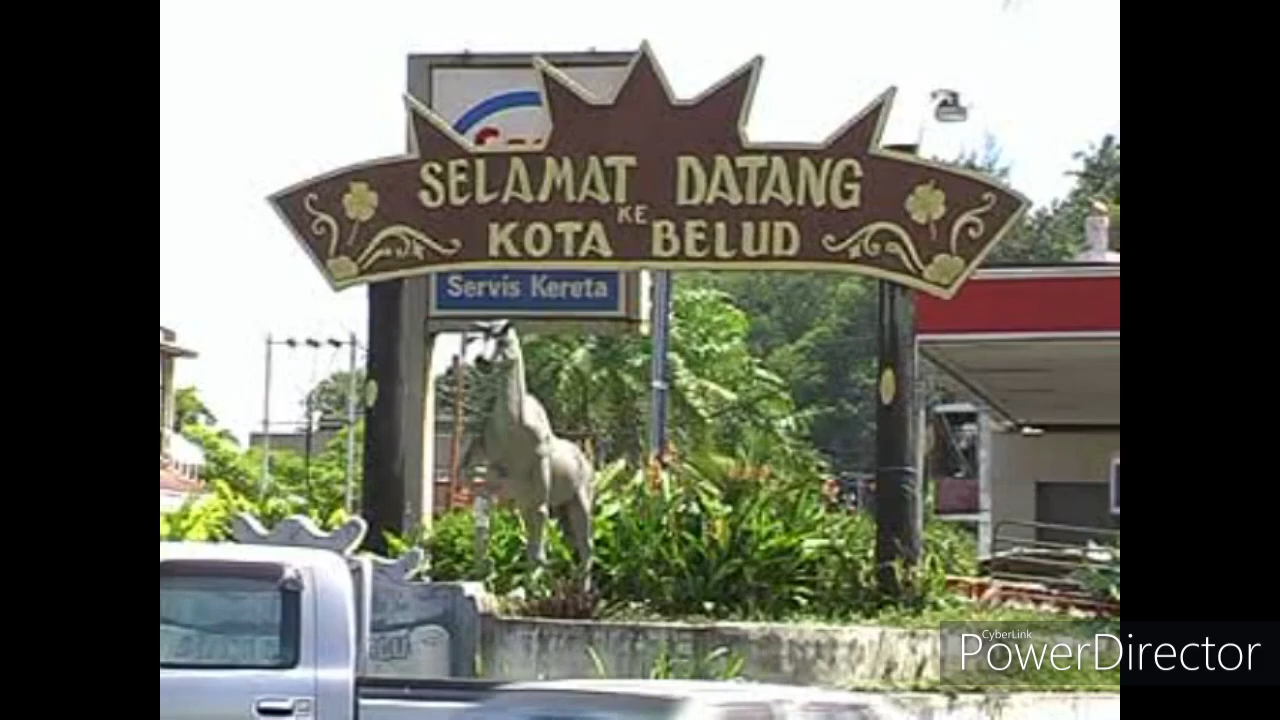 SELAMAT DATANG
KE
KOTA BELUD
Servis Kereta
CyberLink
PowerDirector